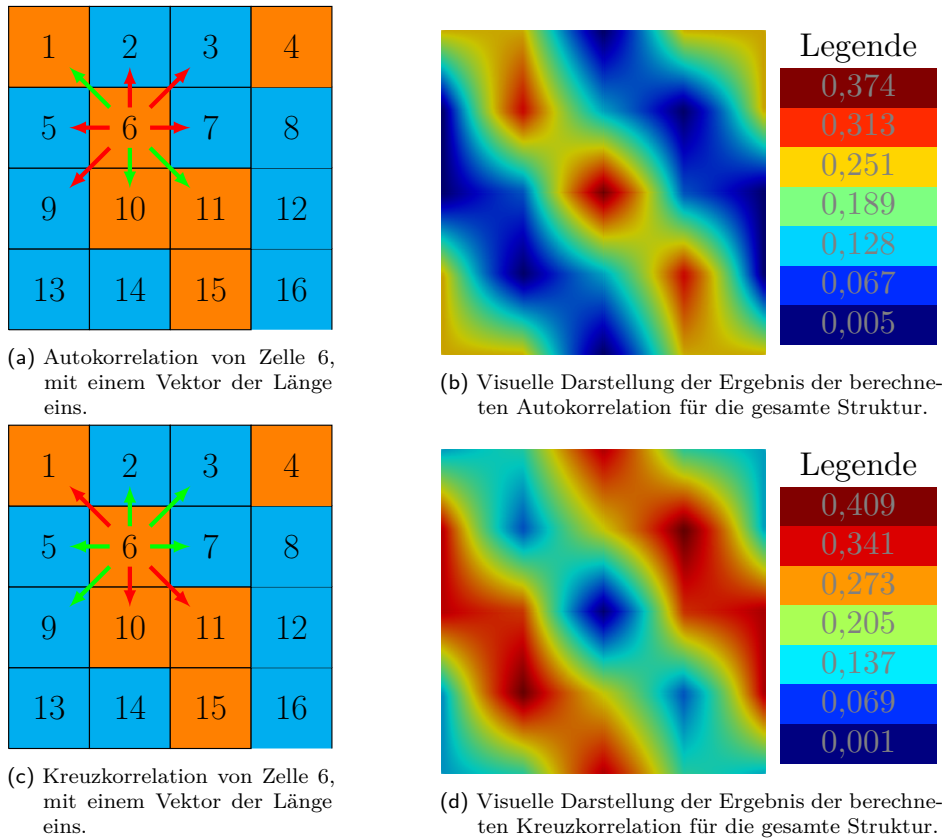 1 2 3 4
5 6 7 8
9 10 11 12
13 14 15 16
(a) Autokorrelation von Zelle 6,
mit einem Vektor der Länge
eins.
Legende
0,374
0,313
0,251
0,189
0,128
0,067
0,005
(b) Visuelle Darstellung der Ergebnis der berechne-
ten Autokorrelation für die gesamte Struktur.
1 2 3 4
5 6 7 8
9 10 11 12
13 14 15 16
(c) Kreuzkorrelation von Zelle 6,
mit einem Vektor der Länge
eins.
Legende
0,409
0,341
0,273
0,205
0,137
0,069
0,001
(d) Visuelle Darstellung der Ergebnis der berechne-
ten Kreuzkorrelation für die gesamte Struktur.